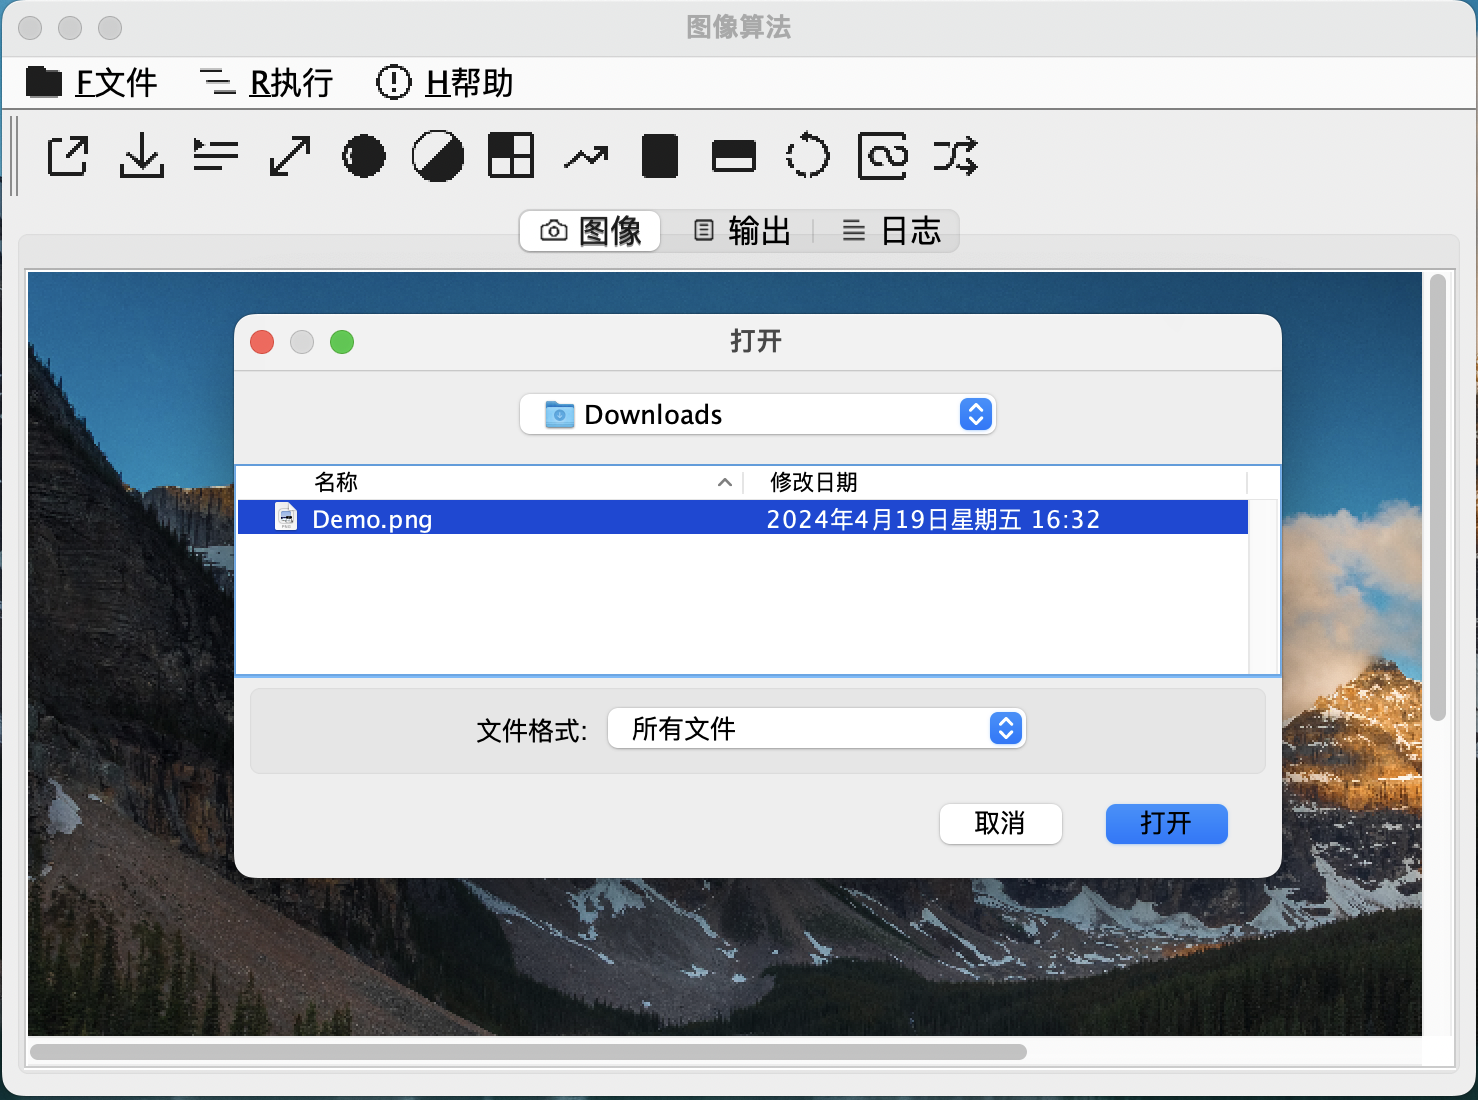 图像算法
F文件 R执行 H帮助
图像 输出 日志
打开
Downloads
名称 修改日期
Demo.png 2024年4月19日星期五 16:32
文件格式: 所有文件
取消 打开